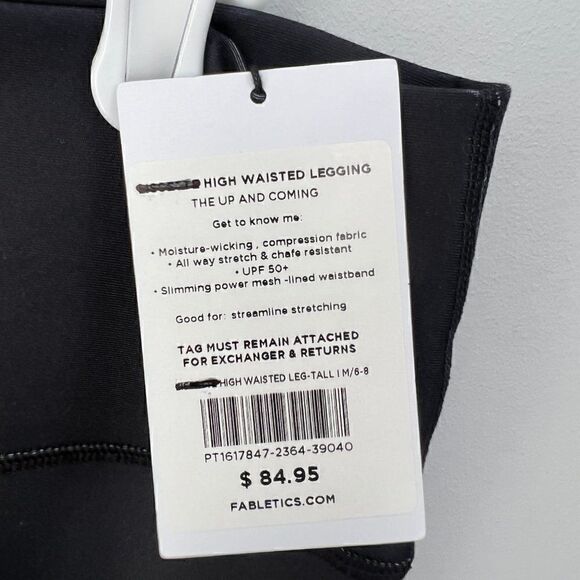 HIGH WAISTED LEGGING
THE UP AND COMING
Get to know me:
• Moisture-wicking , compression fabric
• All way stretch & chafe resistant
• UPF 50+
• Slimming power mesh -lined waistband
Good for: streamline stretching
TAG MUST REMAIN ATTACHED
FOR EXCHANGER & RETURNS
HIGH WAISTED LEG-TALL I M/6-8
PT1617847-2364-39040
$ 84.95
FABLETICS.COM